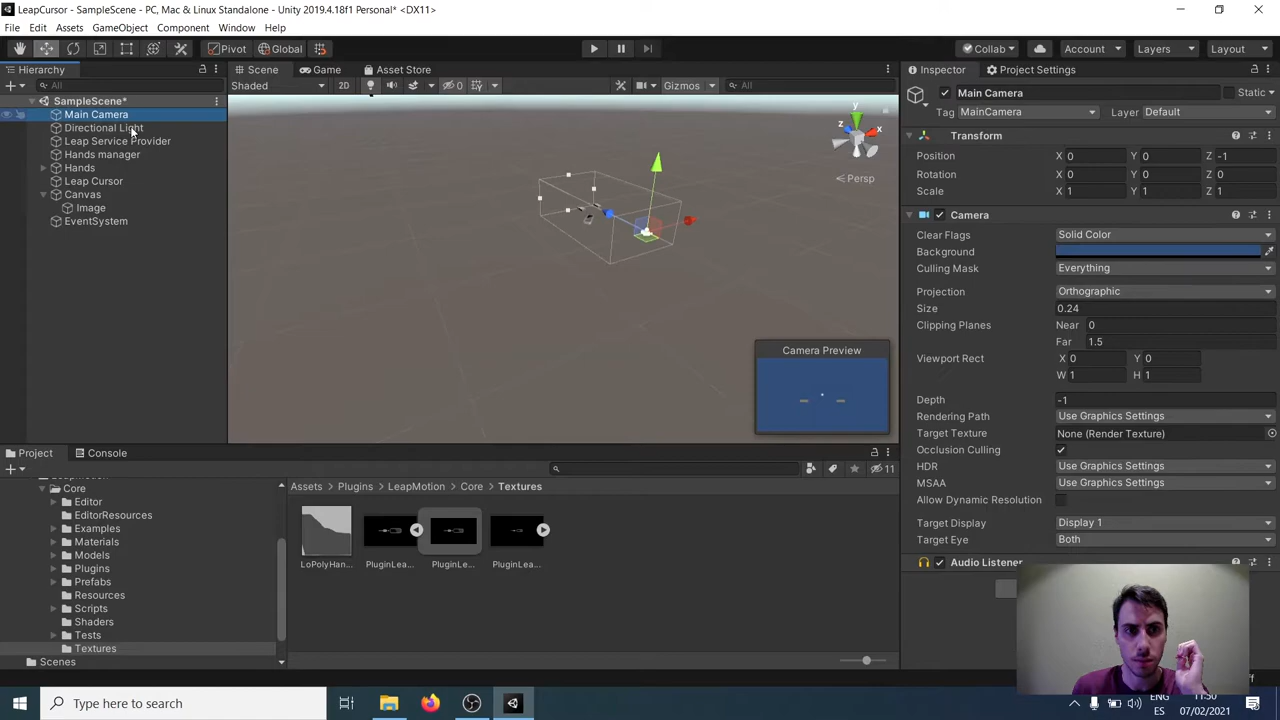 LeapCursor - SampleScene - PC, Mac & Linux Standalone - Unity 2019.4.18f1 Personal* <DX11>
File Edit Assets GameObject Component Window Help
Pivot Global Collab Account Layers Layout
Hierarchy
All
SampleScene*
Main Camera
Directional Light
Leap Service Provider
Hands manager
Hands
Leap Cursor
Canvas
Image
EventSystem
Scene Game Asset Store
Shaded 2D 0 Gizmos All
y
z x
Persp
Camera Preview
Inspector Project Settings
Main Camera Static
Tag MainCamera Layer Default
Transform
Position X 0 Y 0 Z -1
Rotation X 0 Y 0 Z 0
Scale X 1 Y 1 Z 1
Camera
Clear Flags Solid Color
Background
Culling Mask Everything
Projection Orthographic
Size 0.24
Clipping Planes Near 0
Far 1.5
Viewport Rect X 0 Y 0
W 1 H 1
Depth -1
Rendering Path Use Graphics Settings
Target Texture None (Render Texture)
Occlusion Culling
HDR Use Graphics Settings
MSAA Use Graphics Settings
Allow Dynamic Resolution
Target Display Display 1
Target Eye Both
Audio Listener
Project Console
11
Core
Editor
EditorResources
Examples
Materials
Models
Plugins
Prefabs
Resources
Scripts
Shaders
Tests
Textures
Scenes
Assets Plugins LeapMotion Core Textures
LoPolyHan... PluginLea... PluginLe... PluginLea...
Type here to search
ENG
ES
11:50
07/02/2021